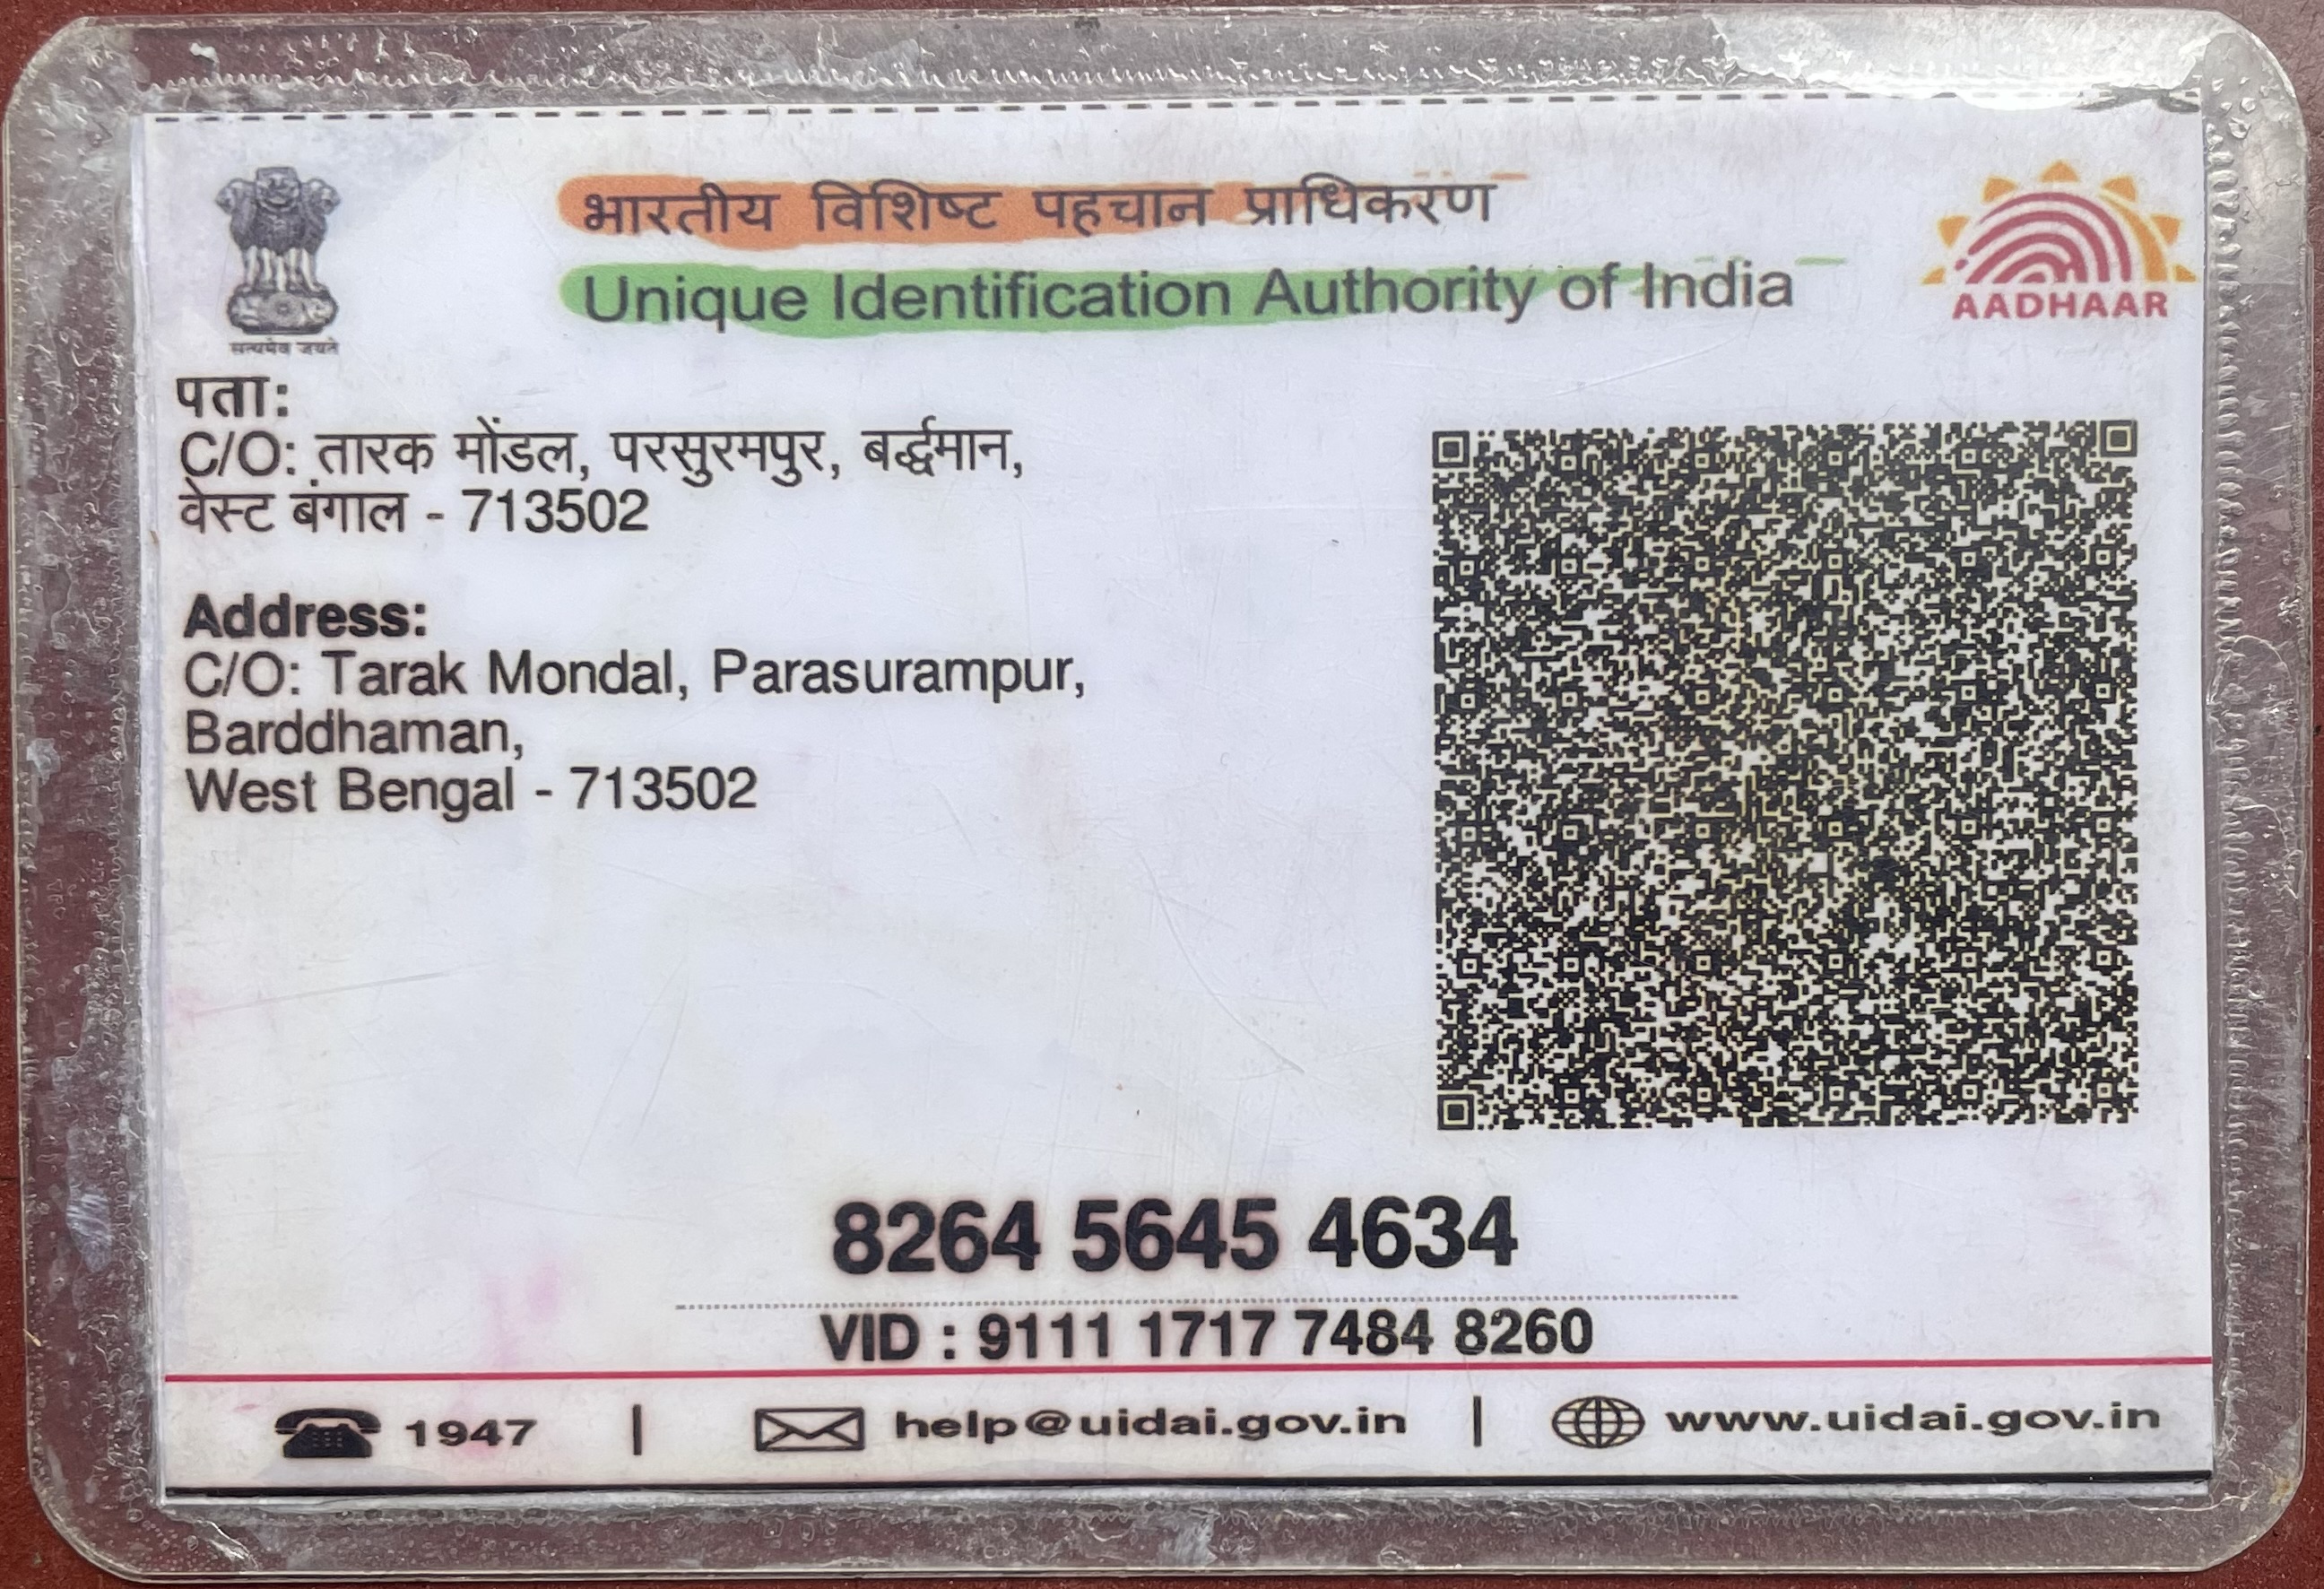 भारतीय विशिष्ट पहचान प्राधिकरण
Unique Identification Authority of India
सत्यमेव जयते
AADHAAR
पता:
C/O: तारक मोंडल, परसुरमपुर, बर्द्धमान,
वेस्ट बंगाल - 713502
Address:
C/O: Tarak Mondal, Parasurampur,
Barddhaman,
West Bengal - 713502
8264 5645 4634
VID : 9111 1717 7484 8260
1947 | help@uidai.gov.in | www.uidai.gov.in